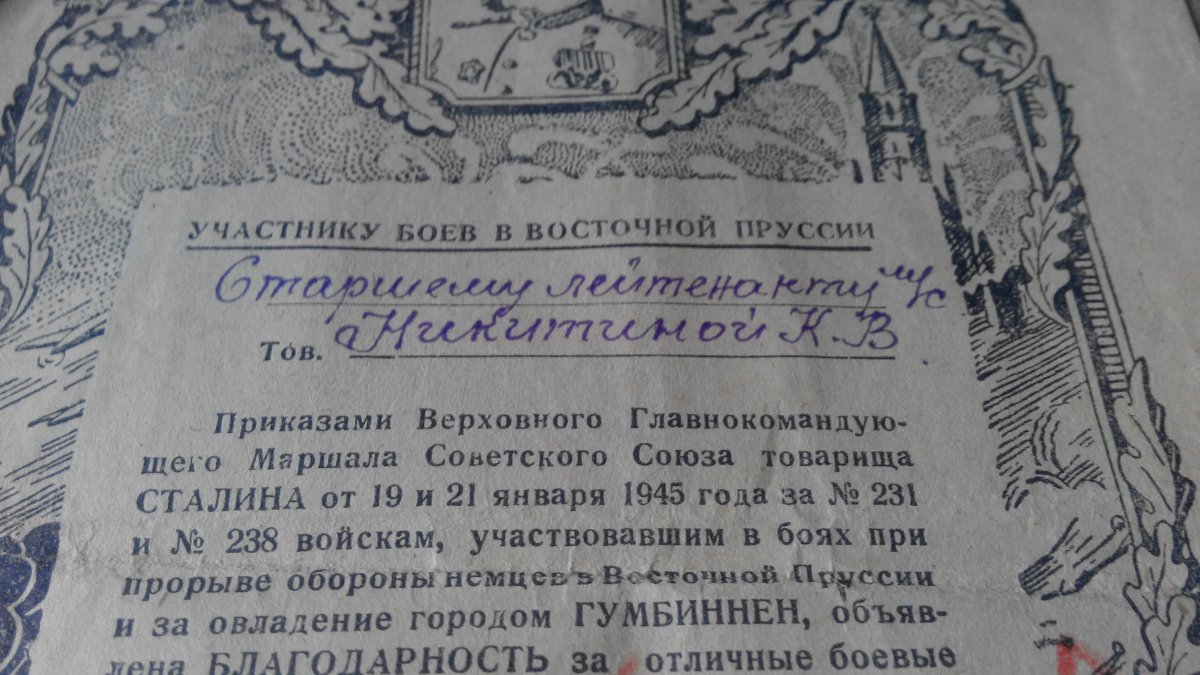 УЧАСТНИКУ БОЕВ В ВОСТОЧНОЙ ПРУССИИ
Старшему лейтенанту м/с
Тов. Никитиной К. В.
Приказами Верховного Главнокомандую-
щего Маршала Советского Союза товарища
СТАЛИНА от 19 и 21 января 1945 года за № 231
и № 238 войскам, участвовавшим в боях при
прорыве обороны немцев в Восточной Пруссии
и за овладение городом ГУМБИННЕН, объяв-
лена БЛАГОДАРНОСТЬ за отличные боевые